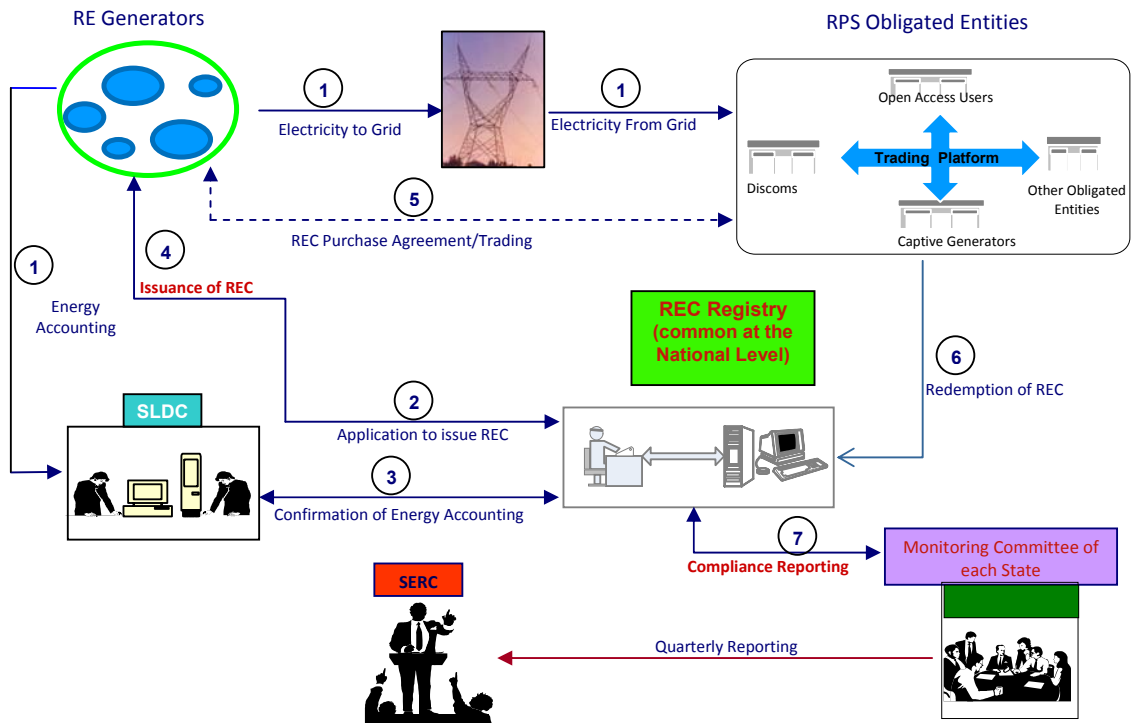 RE Generators
RPS Obligated Entities
1
Electricity to Grid
1
Electricity From Grid
Open Access Users
Discoms
Trading Platform
Other Obligated
Entities
Captive Generators
5
REC Purchase Agreement/Trading
1
Energy
Accounting
4
Issuance of REC
REC Registry
(common at the
National Level)
6
Redemption of REC
SLDC
2
Application to issue REC
3
Confirmation of Energy Accounting
7
Compliance Reporting
Monitoring Committee of
each State
SERC
Quarterly Reporting